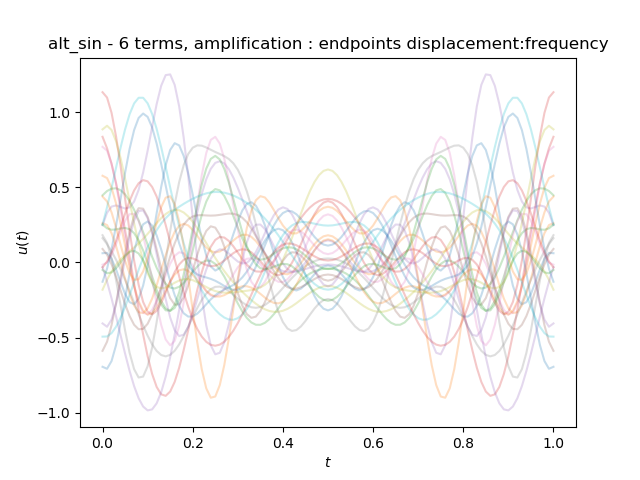 alt_sin - 6 terms, amplification : endpoints displacement:frequency
1.0
0.5
0.0
−0.5
−1.0
u(t)
0.0 0.2 0.4 0.6 0.8 1.0
t